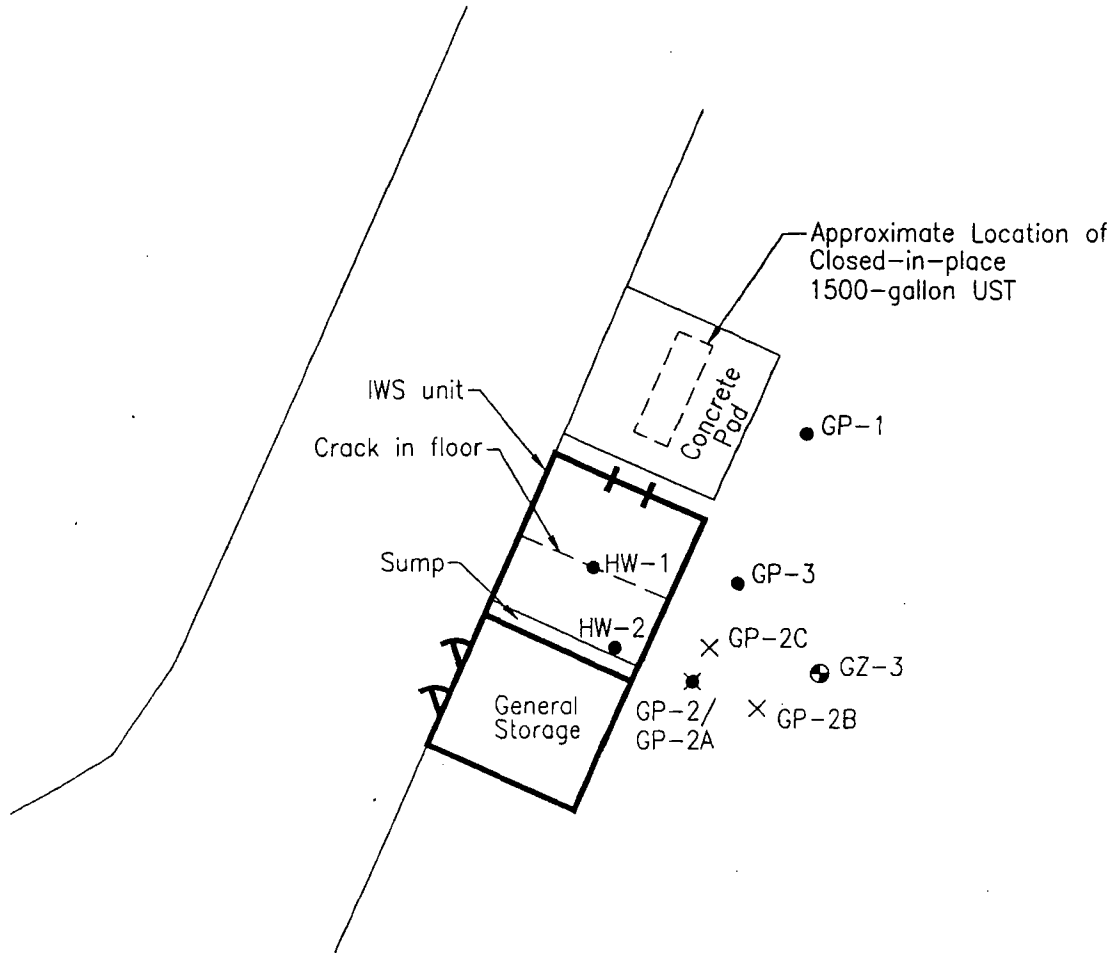 Approximate Location of
Closed-in-place
1500-gallon UST
IWS unit
Concrete
Pad
GP-1
Crack in floor
HW-1
Sump
GP-3
HW-2
GP-2C
GZ-3
General
Storage
GP-2/
GP-2A
GP-2B